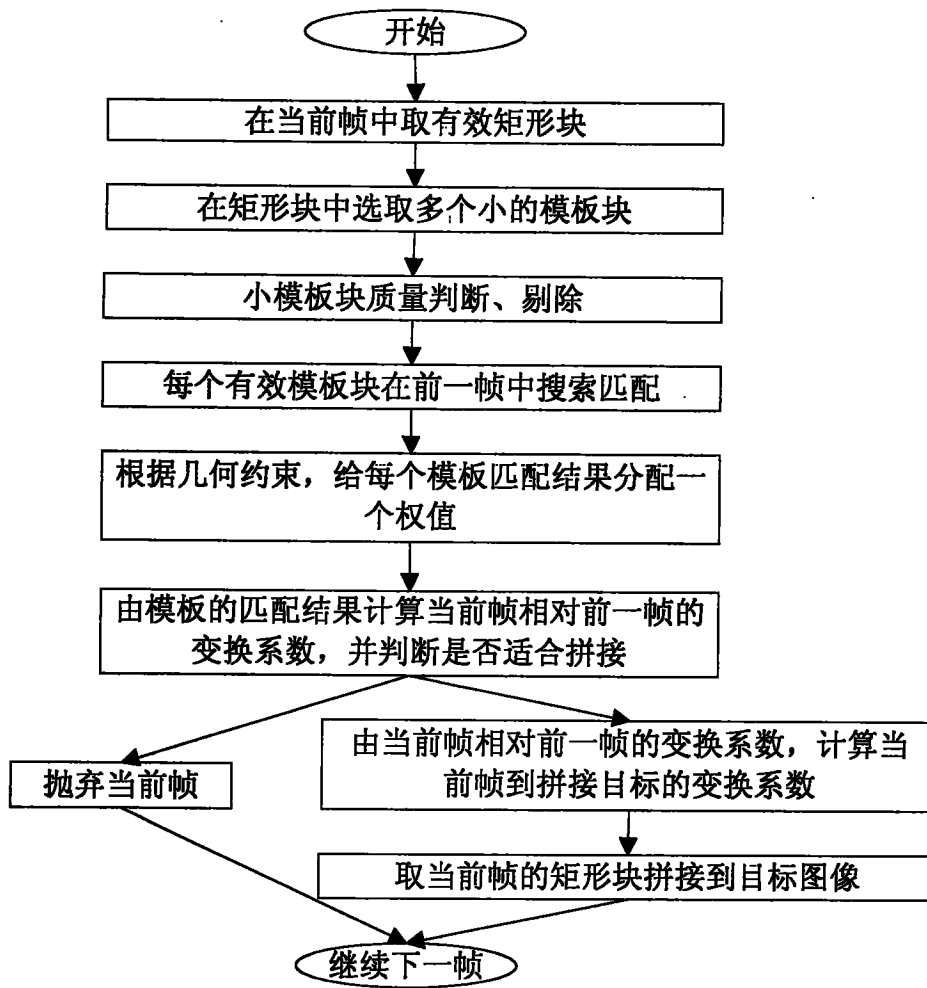 开始
在当前帧中取有效矩形块
在矩形块中选取多个小的模板块
小模板块质量判断、剔除
每个有效模板块在前一帧中搜索匹配
根据几何约束，给每个模板匹配结果分配一
个权值
由模板的匹配结果计算当前帧相对前一帧的
变换系数，并判断是否适合拼接
抛弃当前帧
由当前帧相对前一帧的变换系数，计算当
前帧到拼接目标的变换系数
取当前帧的矩形块拼接到目标图像
继续下一帧